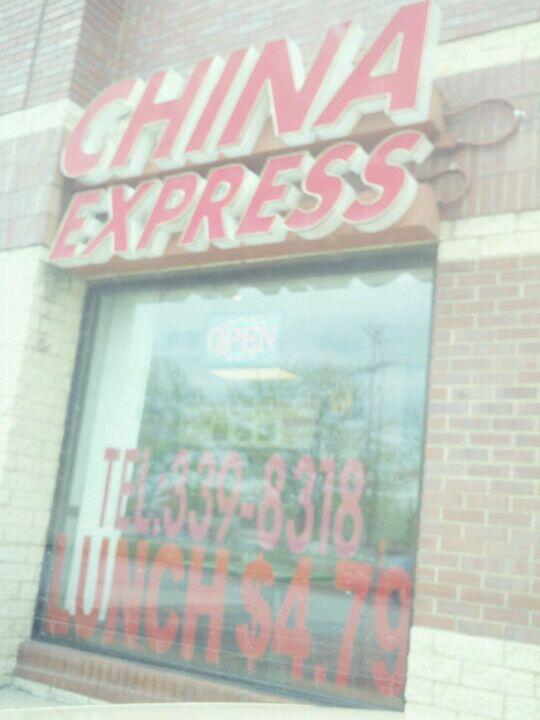 CHINA
EXPRESS
OPEN
TEL:339-8318
LUNCH $4.79